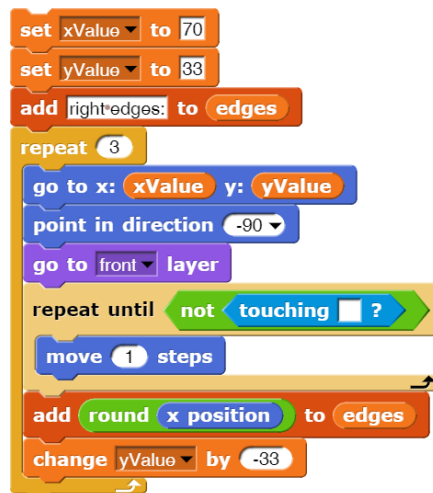 set xValue to 70
set yValue to 33
add right edges: to edges
repeat 3
go to x: xValue y: yValue
point in direction -90
go to front layer
repeat until not touching ?
move 1 steps
add round x position to edges
change yValue by -33